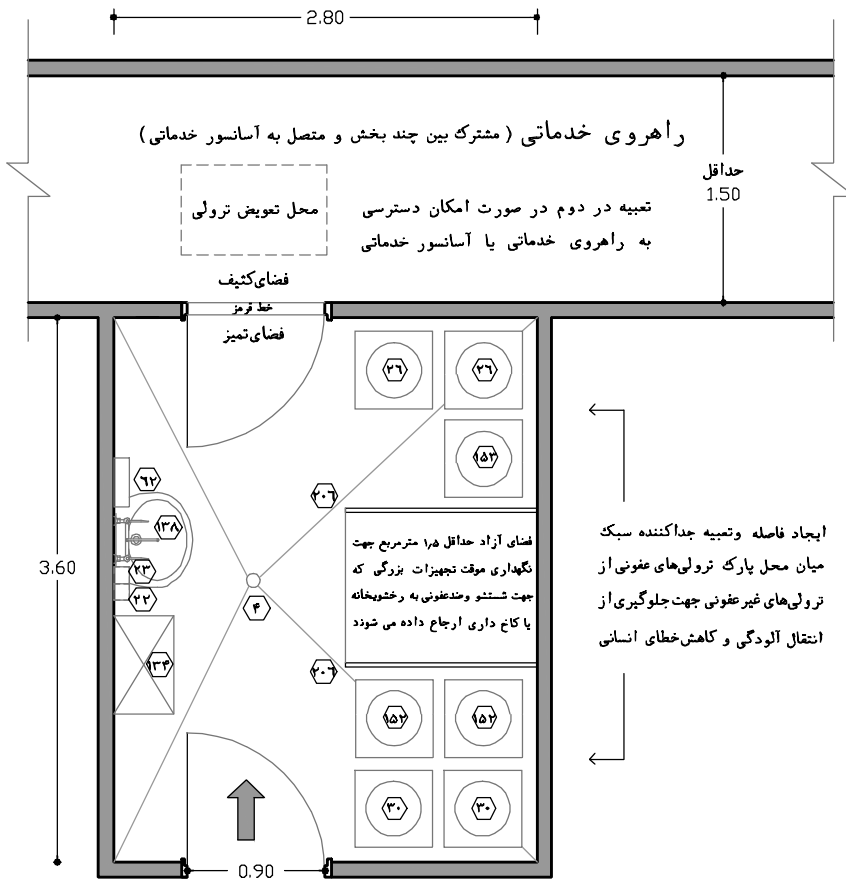 2.80
راهروی خدماتی ( مشترک بین چند بخش و متصل به آسانسور خدماتی )
حداقل
1.50
محل تعویض ترولی
تعبیه در دوم در صورت امکان دسترسی
به راهروی خدماتی یا آسانسور خدماتی
فضای کثیف
خط قرمز
فضای تمیز
۲۶
۲۶
۱۵۳
۶۲
۲۰۶
۱۳۸
3.60
فضای آزاد حداقل ۱٫۵ مترمربع جهت
نگهداری موقت تجهیزات بزرگی که
جهت شستشو وضدعفونی به رختشویخانه
یا کاخ داری ارجاع داده می شوند
ایجاد فاصله وتعبیه جداکننده سبک
میان محل پارک ترولی‌های عفونی از
ترولی‌های غیرعفونی جهت جلوگیری از
انتقال آلودگی و کاهش خطای انسانی
۲۳
۲۲
۴
۱۳۴
۲۰۶
۱۵۲
۱۵۲
۳۰
۳۰
0.90